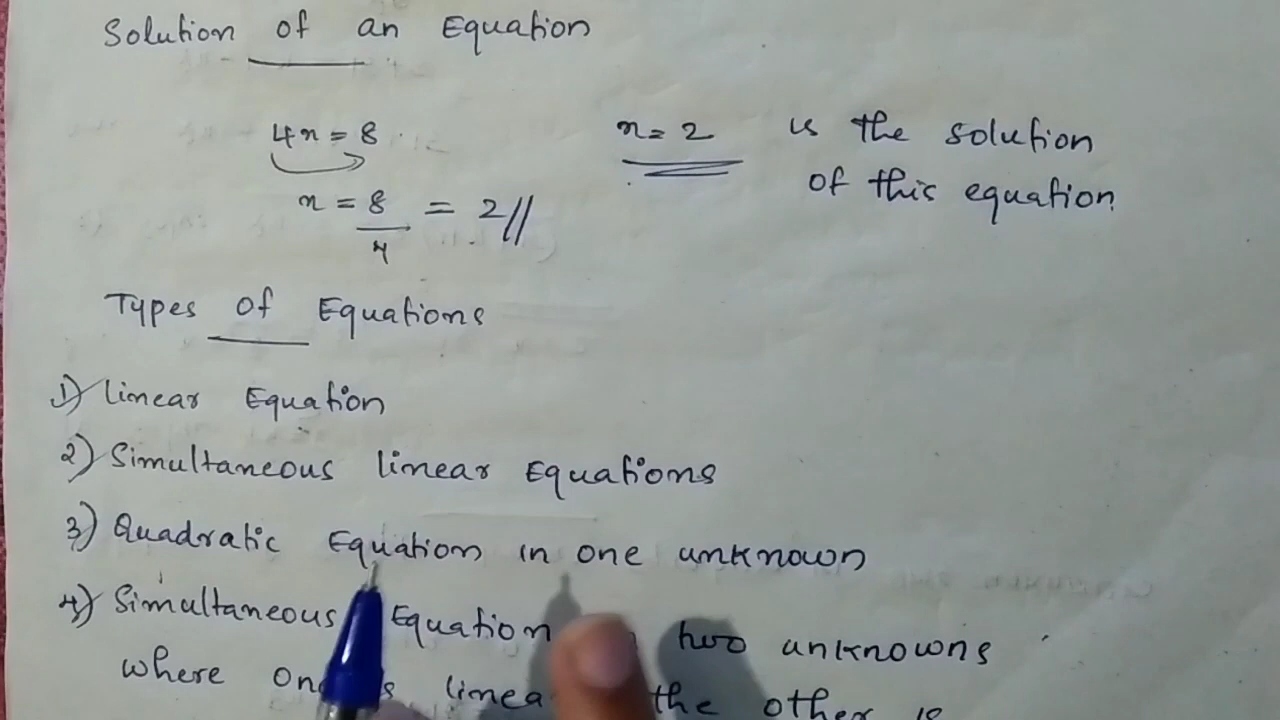 Solution of an Equation
4x = 8
x = 2 is the solution
of this equation.
x = 8/4 = 2//
Types of Equations
1) Linear Equation
2) Simultaneous linear Equations
3) Quadratic Equation in one unknown
4) Simultaneous Equation two unknowns
where the other is